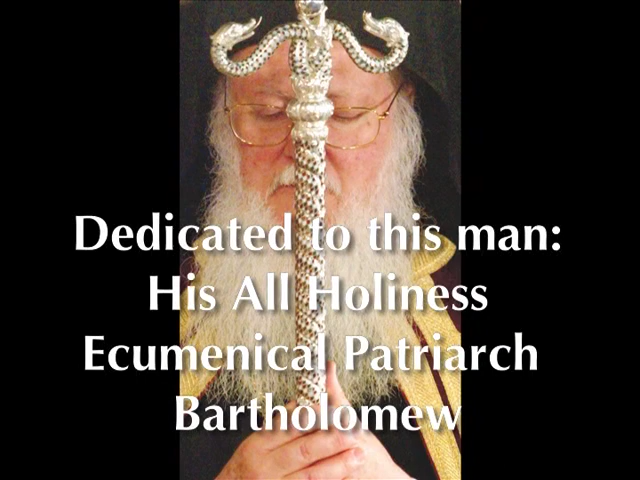 Dedicated to this man:
His All Holiness
Ecumenical Patriarch
Bartholomew